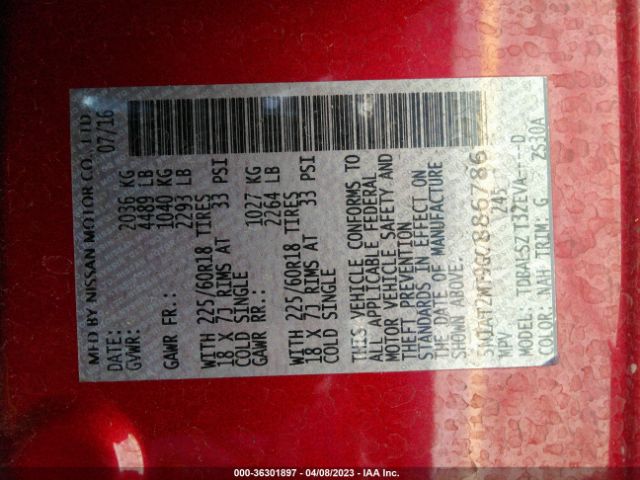 MFD BY NISSAN MOTOR CO., LTD
DATE: 07/16
GVWR: 2036 KG
4489 LB
GAWR FR.: 1040 KG
2293 LB
WITH 225/60R18 TIRES
18 X 7J RIMS AT 33 PSI
COLD SINGLE
GAWR RR.: 1027 KG
2264 LB
WITH 225/60R18 TIRES
18 X 7J RIMS AT 33 PSI
COLD SINGLE
THIS VEHICLE CONFORMS TO
ALL APPLICABLE FEDERAL
MOTOR VEHICLE SAFETY AND
THEFT PREVENTION
STANDARDS IN EFFECT ON
THE DATE OF MANUFACTURE
SHOWN ABOVE.
MPV 245
MODEL:
COLOR: NAH TRIM: G ZS30A
000-36301897 - 04/08/2023 - IAA Inc.